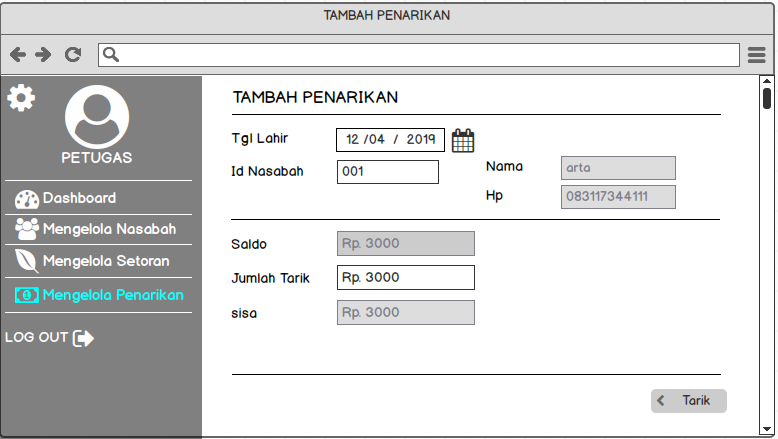 TAMBAH PENARIKAN
PETUGAS
Dashboard
Mengelola Nasabah
Mengelola Setoran
Mengelola Penarikan
LOG OUT
TAMBAH PENARIKAN
Tgl Lahir 12 /04 / 2019
Id Nasabah 001 Nama arta
Hp 083117344111
Saldo Rp. 3000
Jumlah Tarik Rp. 3000
sisa Rp. 3000
Tarik